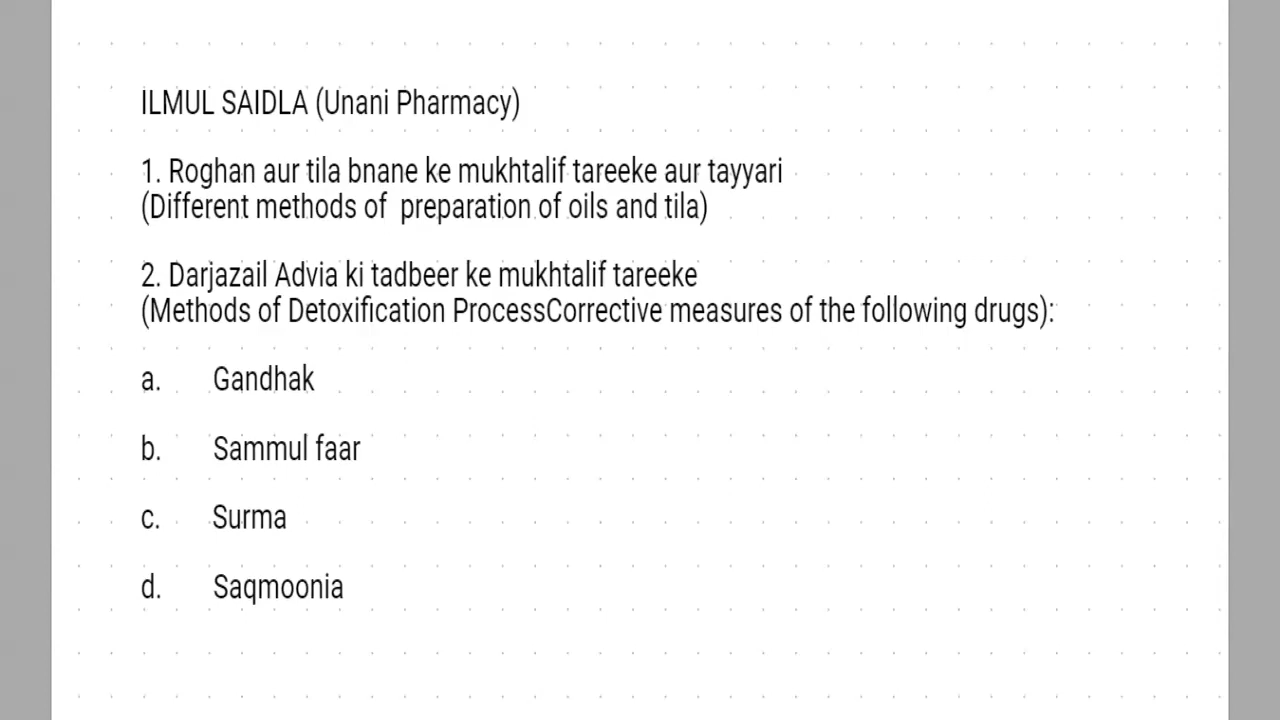 ILMUL SAIDLA (Unani Pharmacy)
1. Roghan aur tila bnane ke mukhtalif tareeke aur tayyari
(Different methods of preparation of oils and tila)
2. Darjazail Advia ki tadbeer ke mukhtalif tareeke
(Methods of Detoxification ProcessCorrective measures of the following drugs):
a. Gandhak
b. Sammul faar
c. Surma
d. Saqmoonia